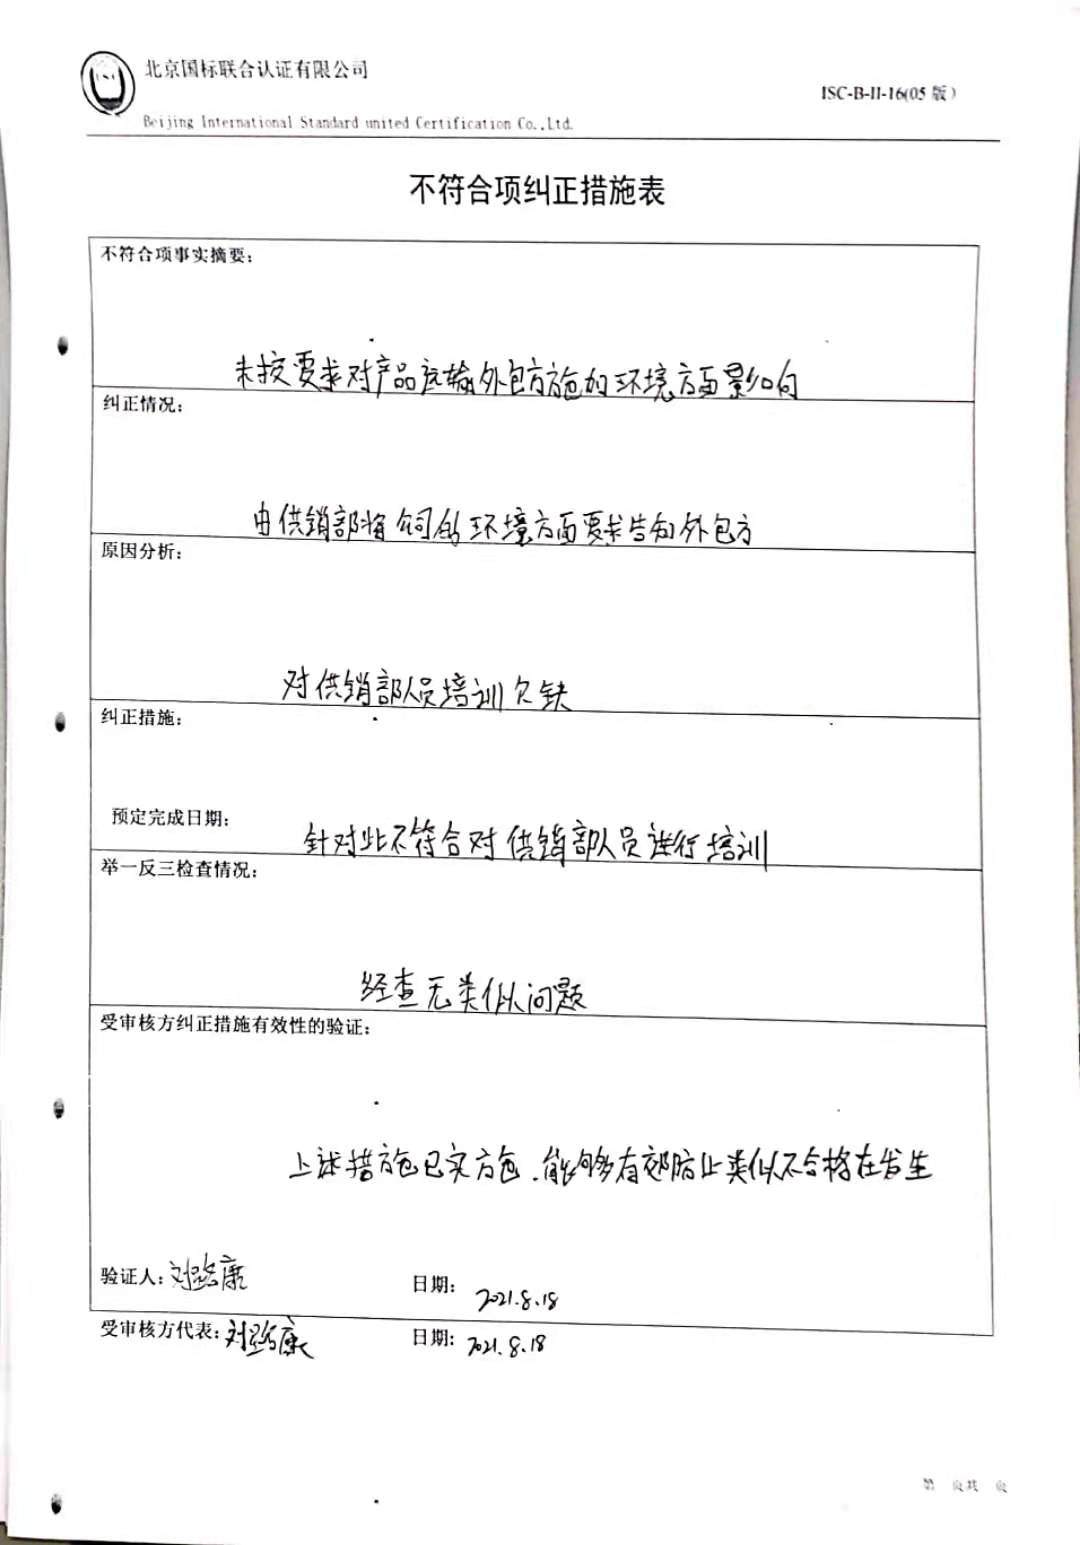 北京国标联合认证有限公司
ISC-B-II-16(05 版)
Beijing International Standard united Certification Co.,Ltd.
不符合项纠正措施表
不符合项事实摘要:
未按要求对产品运输外包方施加环境方面影响
纠正情况:
由供销部将公司的环境方面要求告知外包方
原因分析:
对供销部人员培训欠缺
纠正措施:
预定完成日期:
针对此不符合对供销部人员进行培训
举一反三检查情况:
经查无类似问题
受审核方纠正措施有效性的验证:
上述措施已实施.能够有效防止类似不合格在发生
验证人:刘 康 日期: 2021.8.18
受审核方代表:刘 康 日期: 2021.8.18
第 页共 页